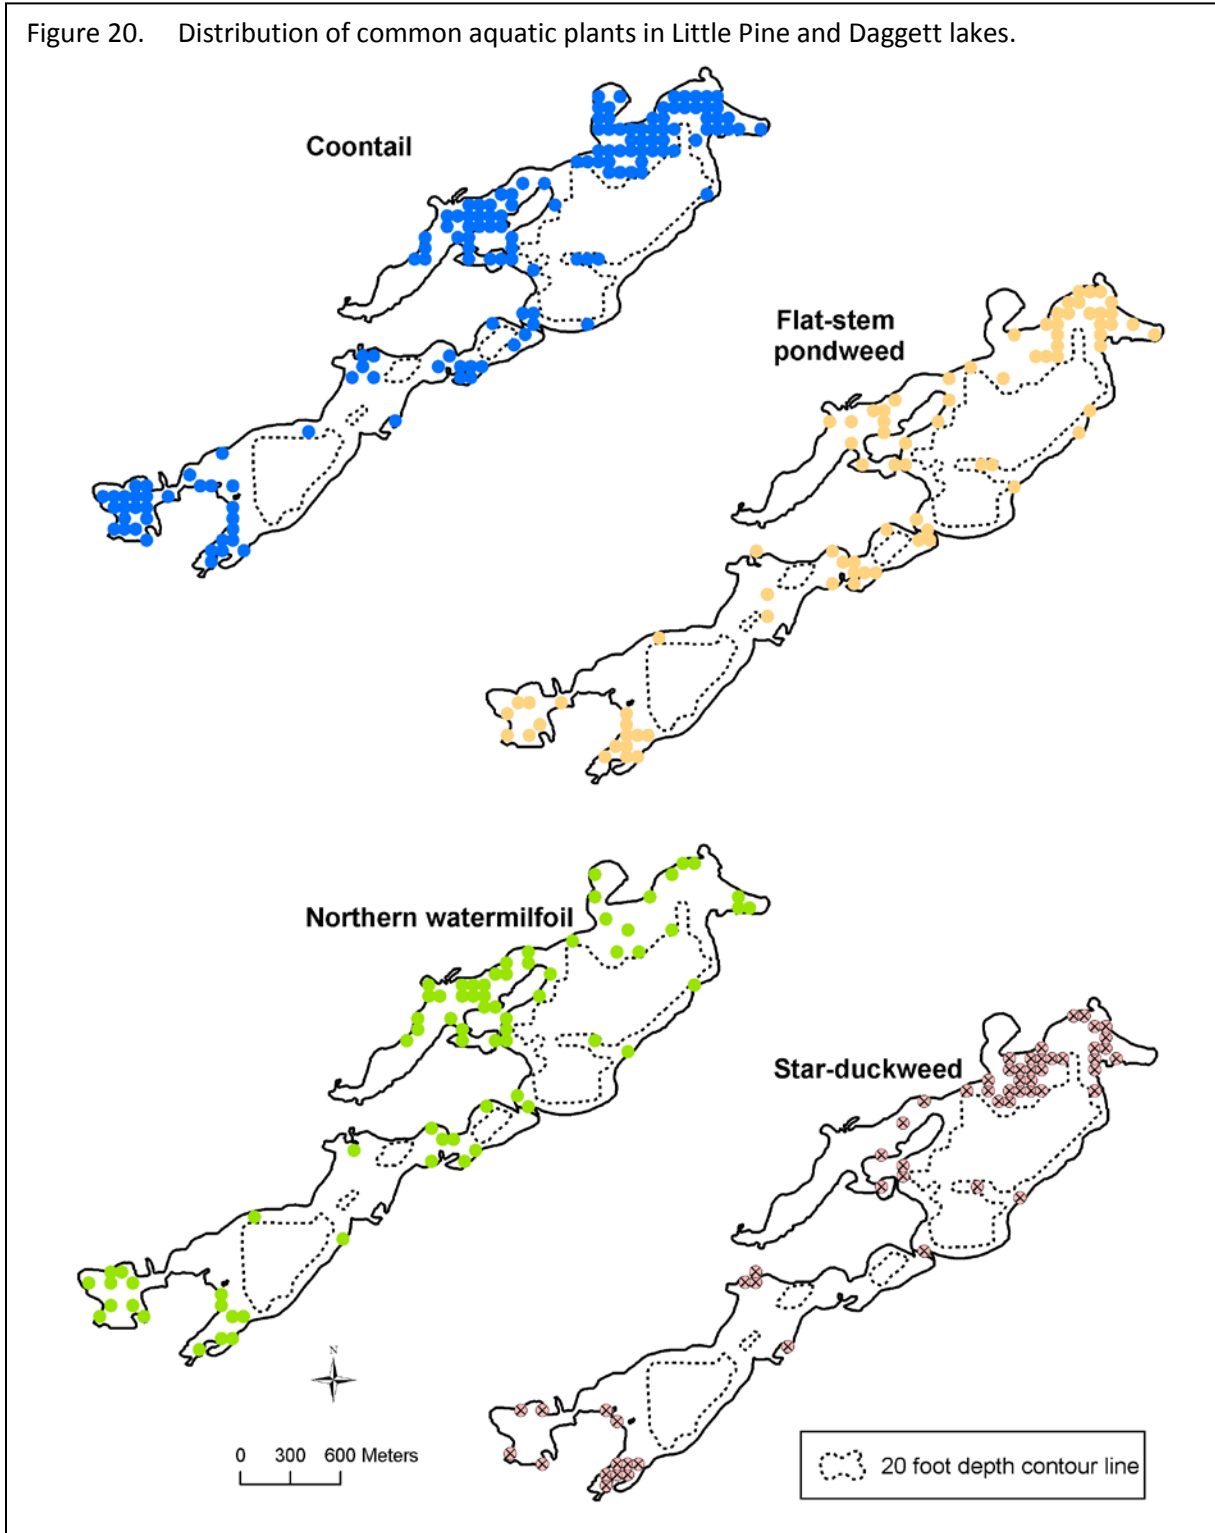 Figure 20. Distribution of common aquatic plants in Little Pine and Daggett lakes.
Coontail
Flat-stem
pondweed
Northern watermilfoil
Star-duckweed
N
0 300 600 Meters
20 foot depth contour line